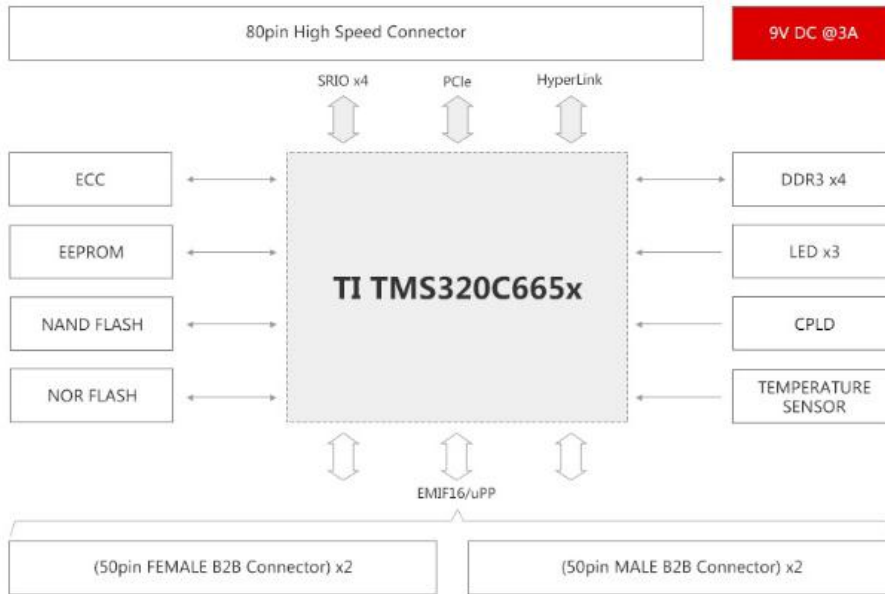 80pin High Speed Connector
9V DC @3A
SRIO x4
PCIe
HyperLink
ECC
DDR3 x4
EEPROM
LED x3
TI TMS320C665x
NAND FLASH
CPLD
NOR FLASH
TEMPERATURE
SENSOR
EMIF16/uPP
(50pin FEMALE B2B Connector) x2
(50pin MALE B2B Connector) x2